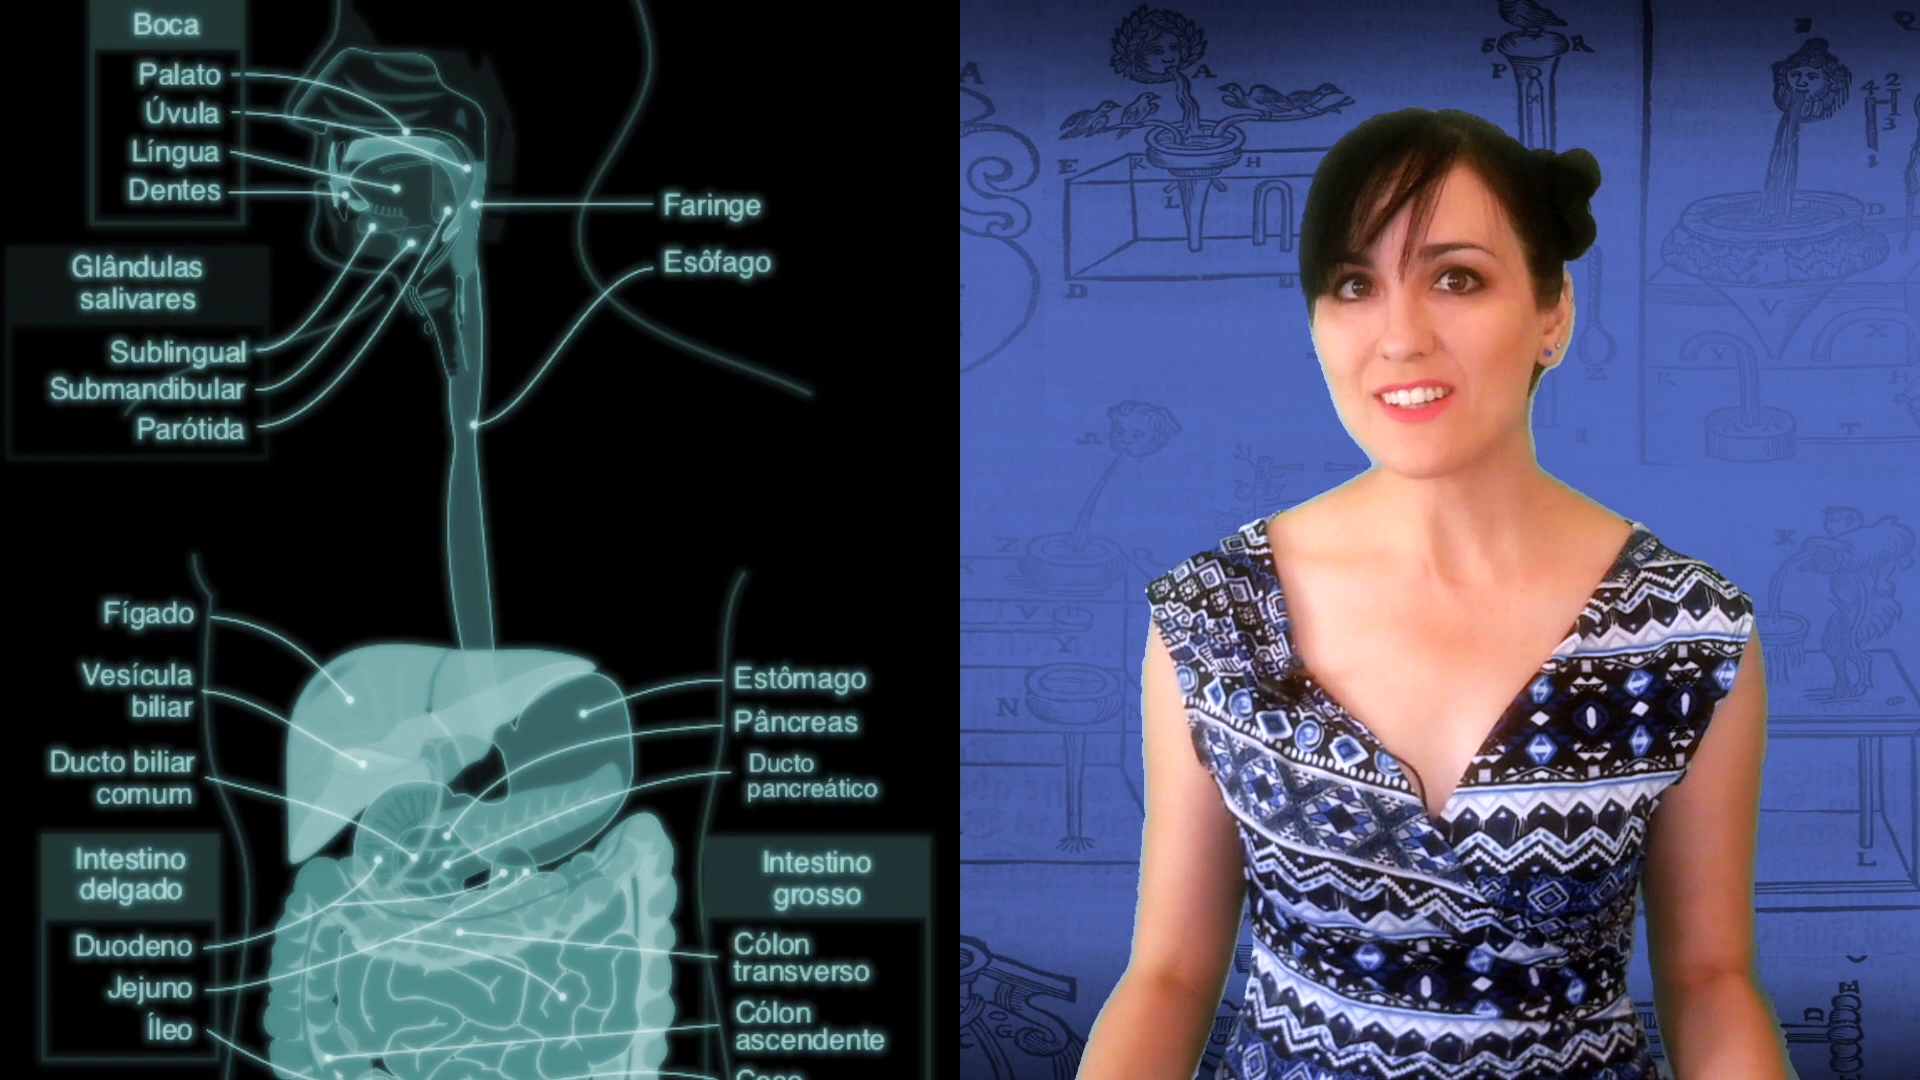 Boca
Palato
Úvula
Língua
Dentes
Glândulas
salivares
Sublingual
Submandibular
Parótida
Faringe
Esôfago
Fígado
Vesícula
biliar
Ducto biliar
comum
Estômago
Pâncreas
Ducto
pancreático
Intestino
delgado
Duodeno
Jejuno
Íleo
Intestino
grosso
Cólon
transverso
Cólon
ascendente
A
S
R
P
E
R
H
L
D
D
V
K
Z
N
L
D
E